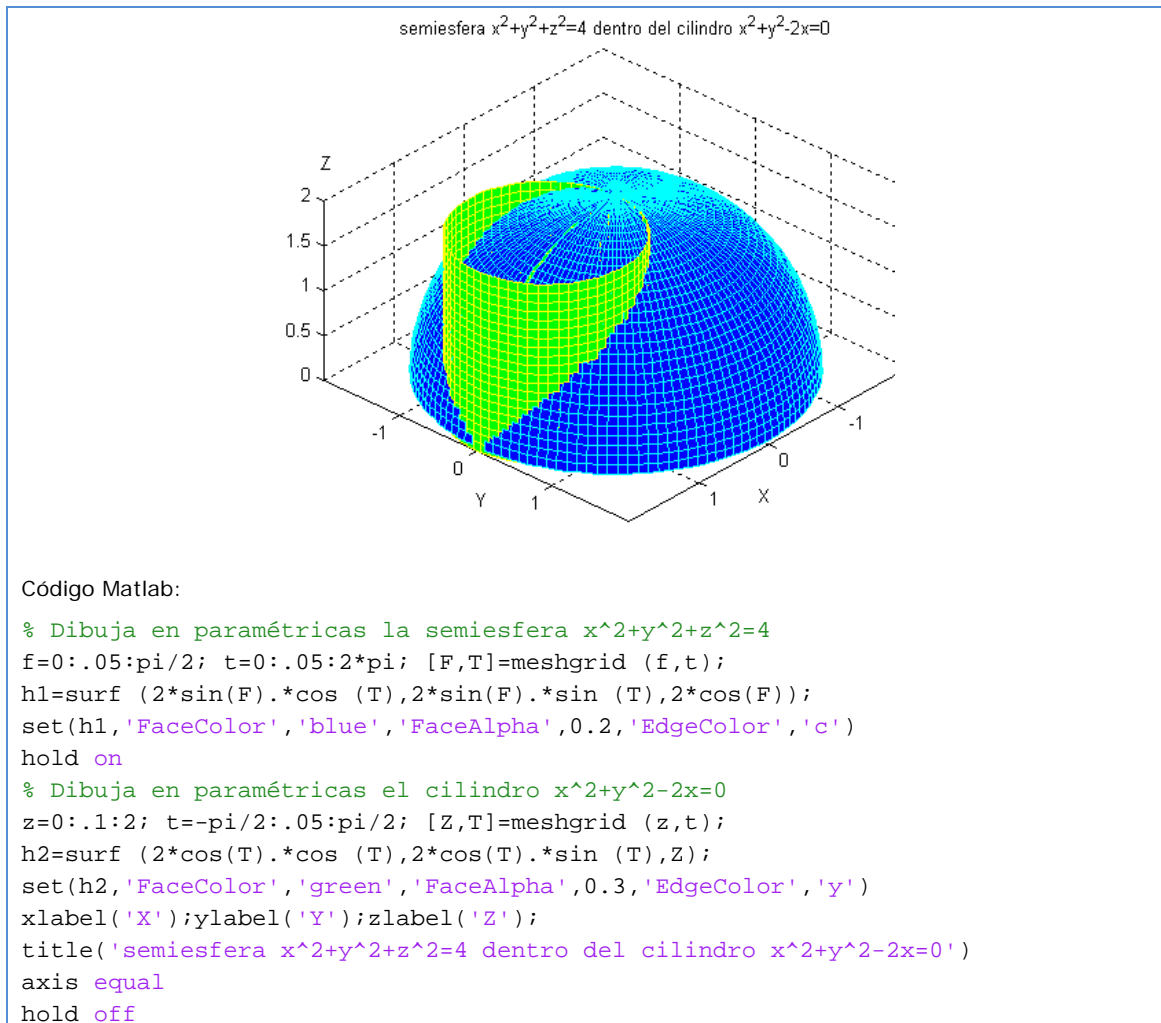 semiesfera x^2+y^2+z^2=4 dentro del cilindro x^2+y^2-2x=0
Z
2
1.5
1
0.5
0
-1
0
1
Y
-1
0
1
X
Código Matlab:
% Dibuja en paramétricas la semiesfera x^2+y^2+z^2=4
f=0:.05:pi/2; t=0:.05:2*pi; [F,T]=meshgrid (f,t);
h1=surf (2*sin(F).*cos (T),2*sin(F).*sin (T),2*cos(F));
set(h1,'FaceColor','blue','FaceAlpha',0.2,'EdgeColor','c')
hold on
% Dibuja en paramétricas el cilindro x^2+y^2-2x=0
z=0:.1:2; t=-pi/2:.05:pi/2; [Z,T]=meshgrid (z,t);
h2=surf (2*cos(T).*cos (T),2*cos(T).*sin (T),Z);
set(h2,'FaceColor','green','FaceAlpha',0.3,'EdgeColor','y')
xlabel('X');ylabel('Y');zlabel('Z');
title('semiesfera x^2+y^2+z^2=4 dentro del cilindro x^2+y^2-2x=0')
axis equal
hold off